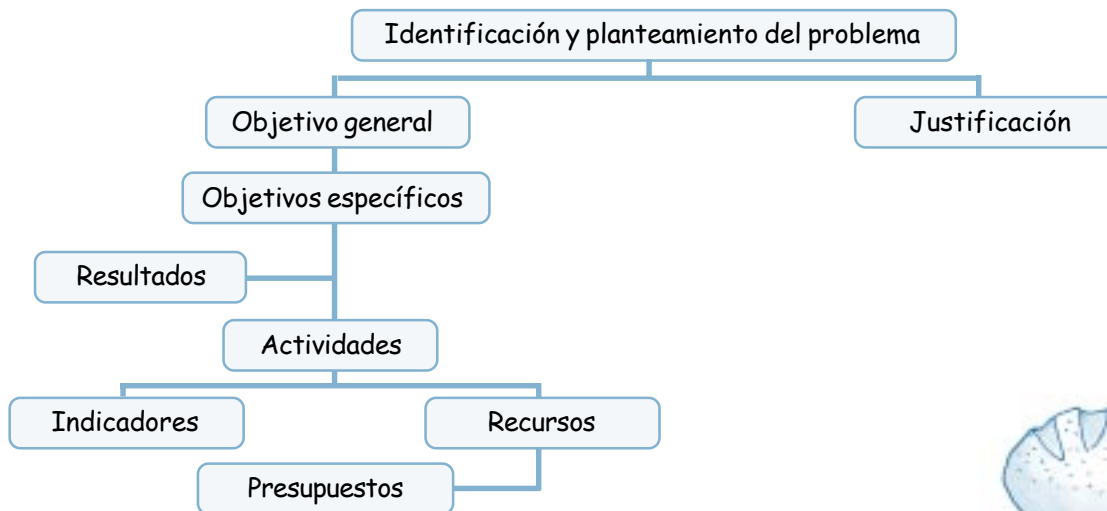 Identificación y planteamiento del problema
Objetivo general
Justificación
Objetivos específicos
Resultados
Actividades
Indicadores
Recursos
Presupuestos